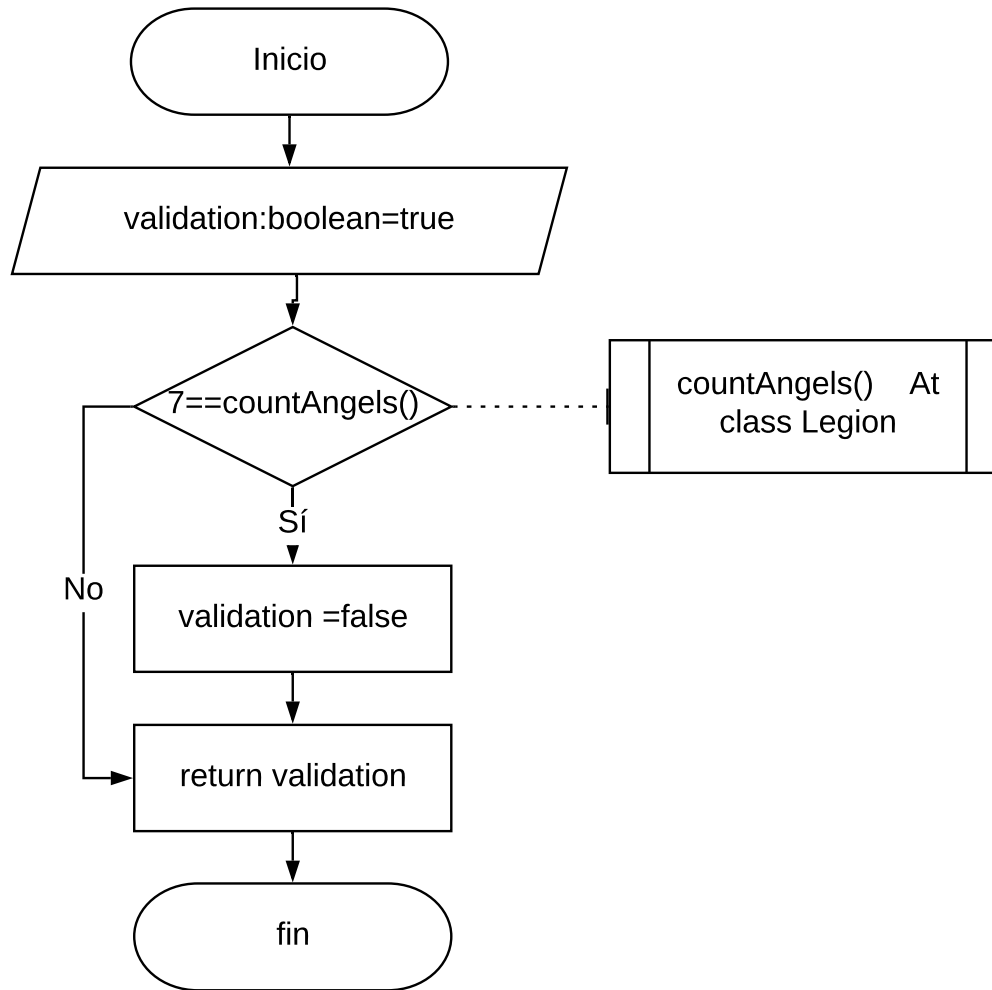 Inicio
validation:boolean=true
7==countAngels()
countAngels() At
class Legion
Sí
No
validation =false
return validation
fin